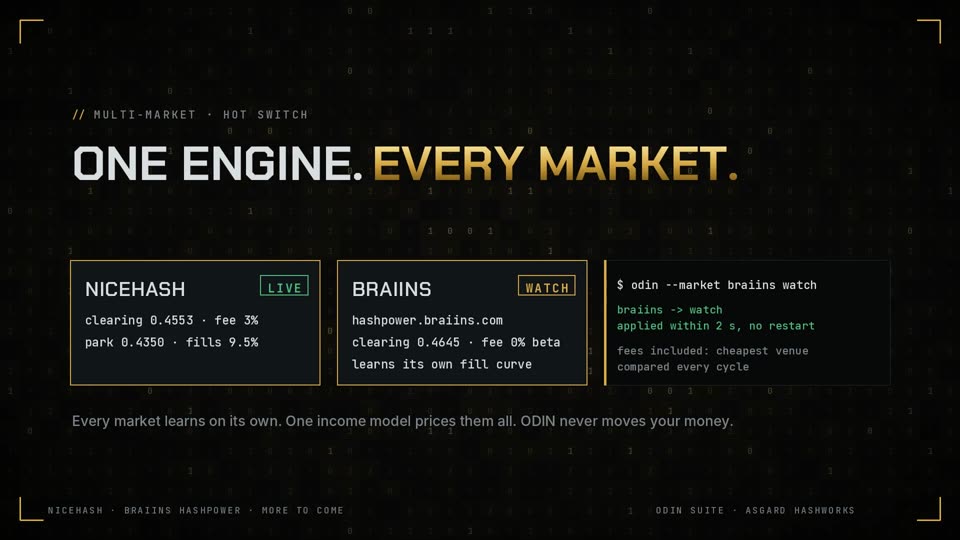 // MULTI-MARKET · HOT SWITCH
ONE ENGINE. EVERY MARKET.
NICEHASH LIVE
clearing 0.4553 · fee 3%
park 0.4350 · fills 9.5%
BRAIINS WATCH
hashpower.braiins.com
clearing 0.4645 · fee 0% beta
learns its own fill curve
$ odin --market braiins watch
braiins -> watch
applied within 2 s, no restart
fees included: cheapest venue
compared every cycle
Every market learns on its own. One income model prices them all. ODIN never moves your money.
NICEHASH · BRAIINS HASHPOWER · MORE TO COME
ODIN SUITE · ASGARD HASHWORKS